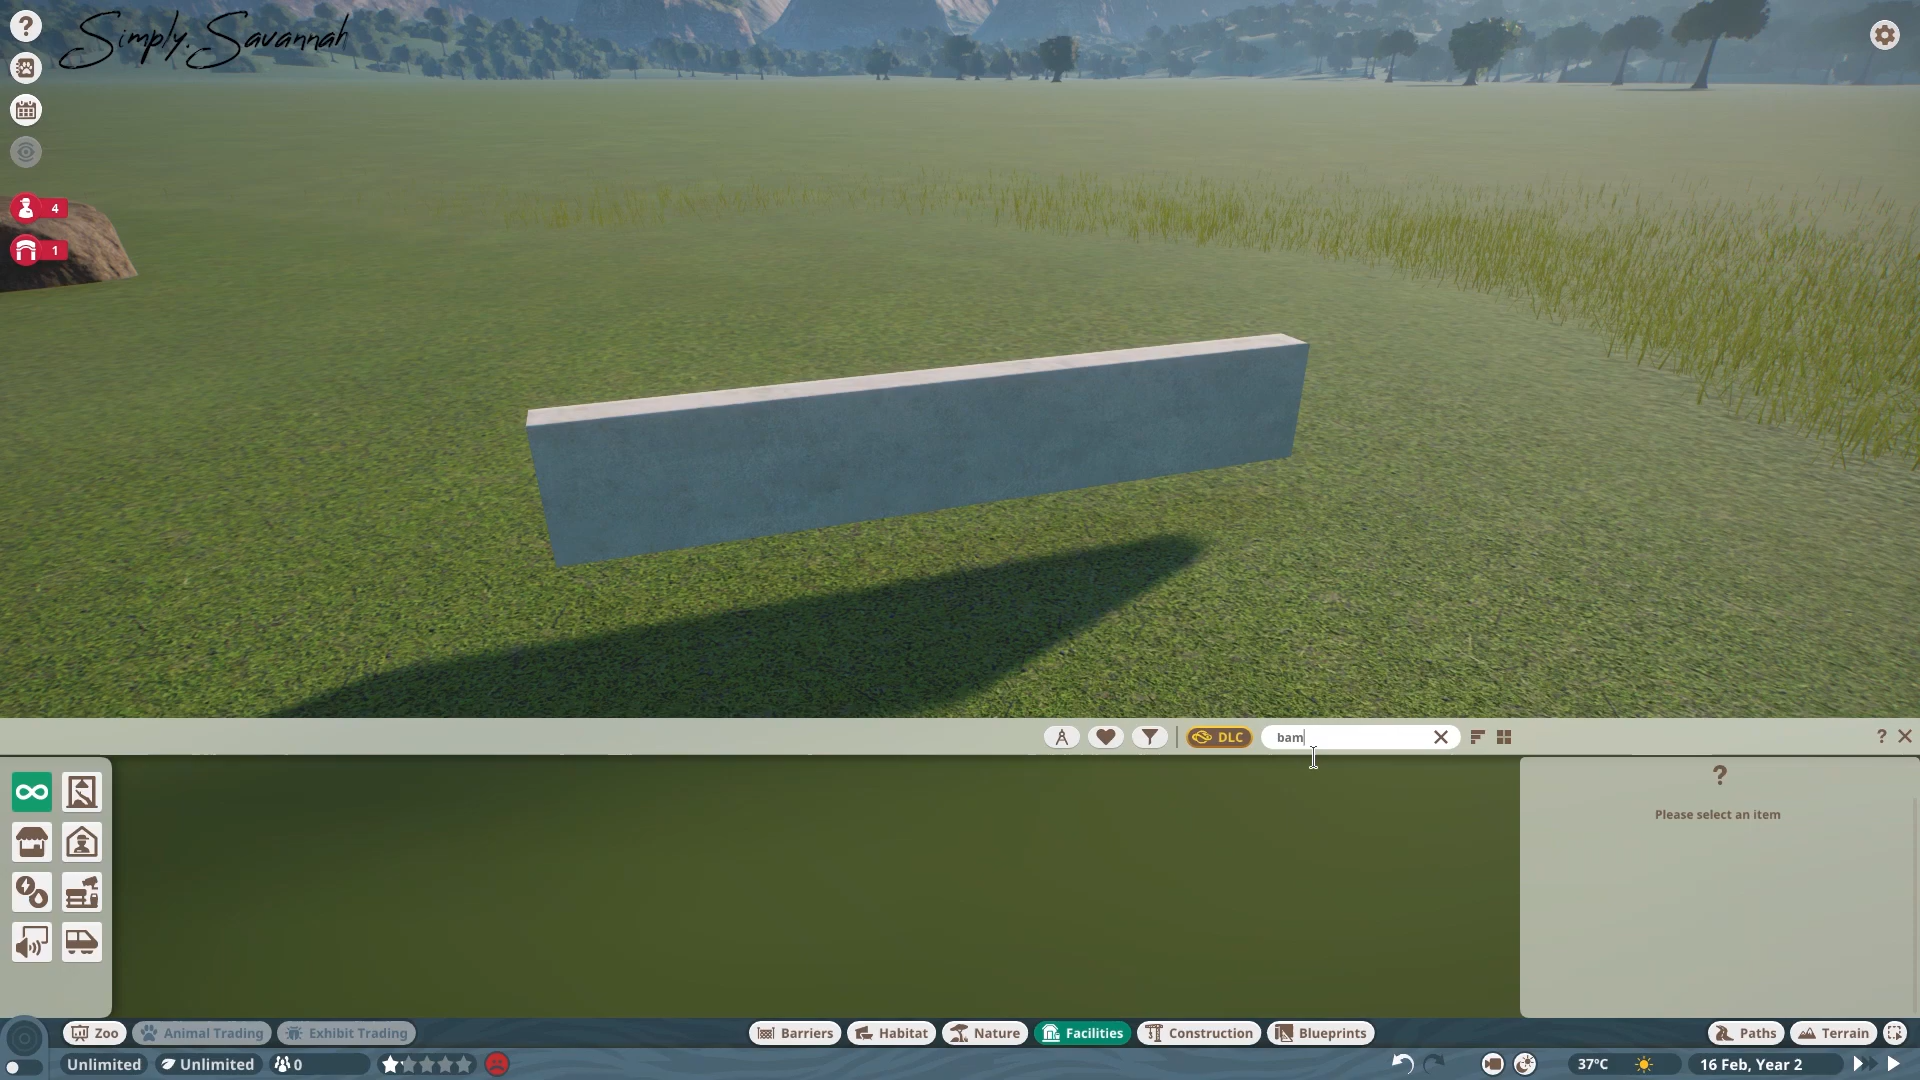 Simply.Savannah
4
1
DLC
bam
Please select an item
Zoo
Animal Trading
Exhibit Trading
Barriers
Habitat
Nature
Facilities
Construction
Blueprints
Paths
Terrain
Unlimited
Unlimited
0
37°C
16 Feb, Year 2